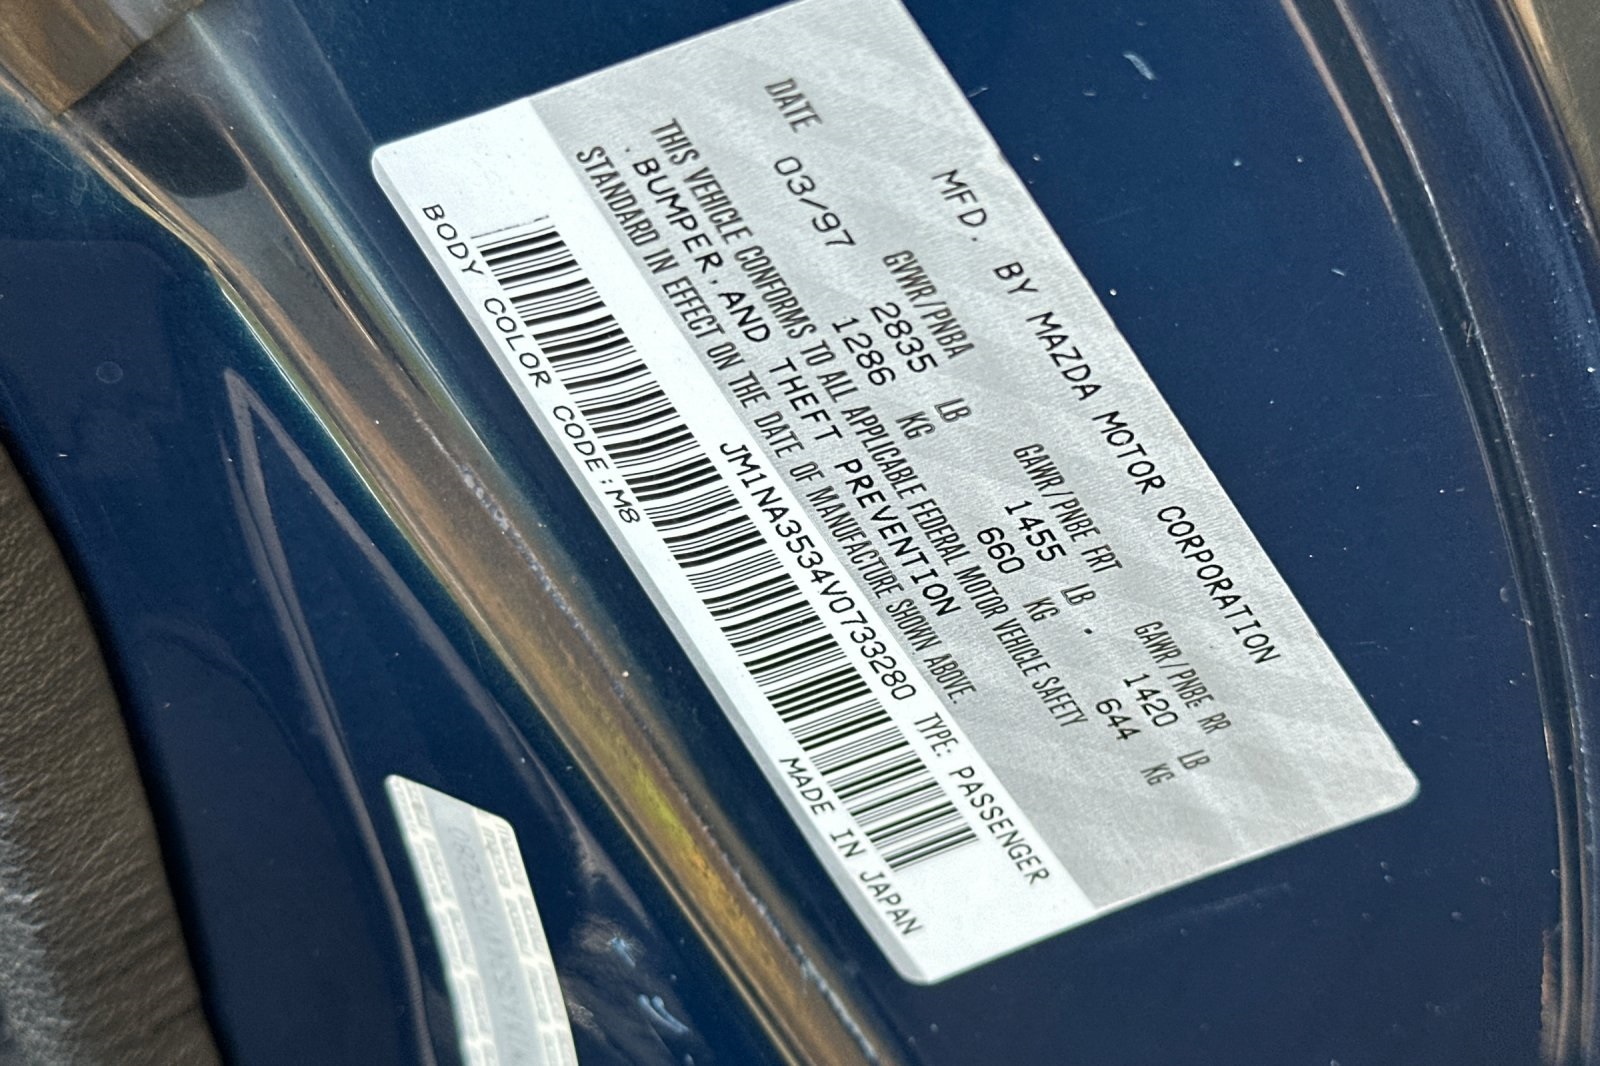 MFD. BY MAZDA MOTOR CORPORATION
DATE 03/97
GVWR/PNBA 2835 LB
1286 KG
GAWR/PNBE FRT 1455 LB
660 KG
GAWR/PNBE RR 1420 LB
644 KG
THIS VEHICLE CONFORMS TO ALL APPLICABLE FEDERAL MOTOR VEHICLE SAFETY
.BUMPER.AND THEFT PREVENTION
STANDARD IN EFFECT ON THE DATE OF MANUFACTURE SHOWN ABOVE.
JM1NA3534V0733280 TYPE: PASSENGER
BODY COLOR CODE:M8 MADE IN JAPAN